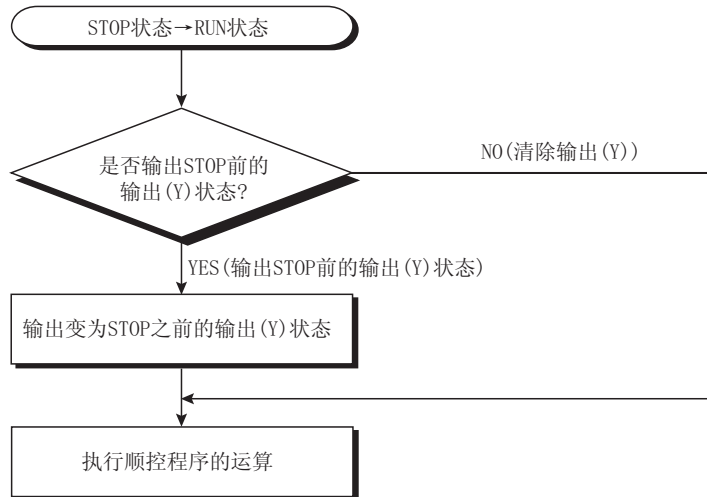 STOP状态→RUN状态
是否输出STOP前的
输出(Y)状态?
NO(清除输出(Y))
YES(输出STOP前的输出(Y)状态)
输出变为STOP之前的输出(Y)状态
执行顺控程序的运算